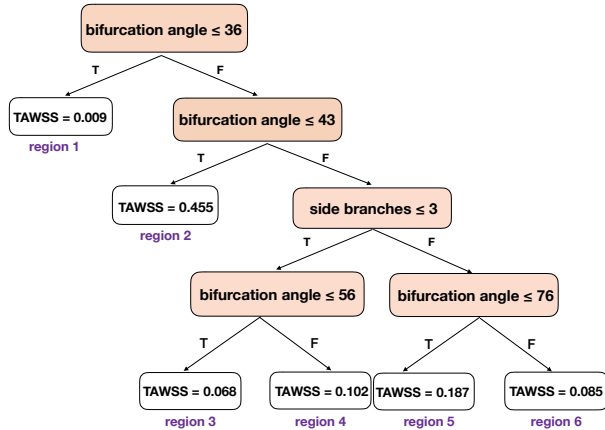 bifurcation angle ≤ 36
T
F
TAWSS = 0.009
bifurcation angle ≤ 43
region 1
T
F
TAWSS = 0.455
side branches ≤ 3
region 2
T
F
bifurcation angle ≤ 56
bifurcation angle ≤ 76
T
F
T
F
TAWSS = 0.068
TAWSS = 0.102
TAWSS = 0.187
TAWSS = 0.085
region 3
region 4
region 5
region 6